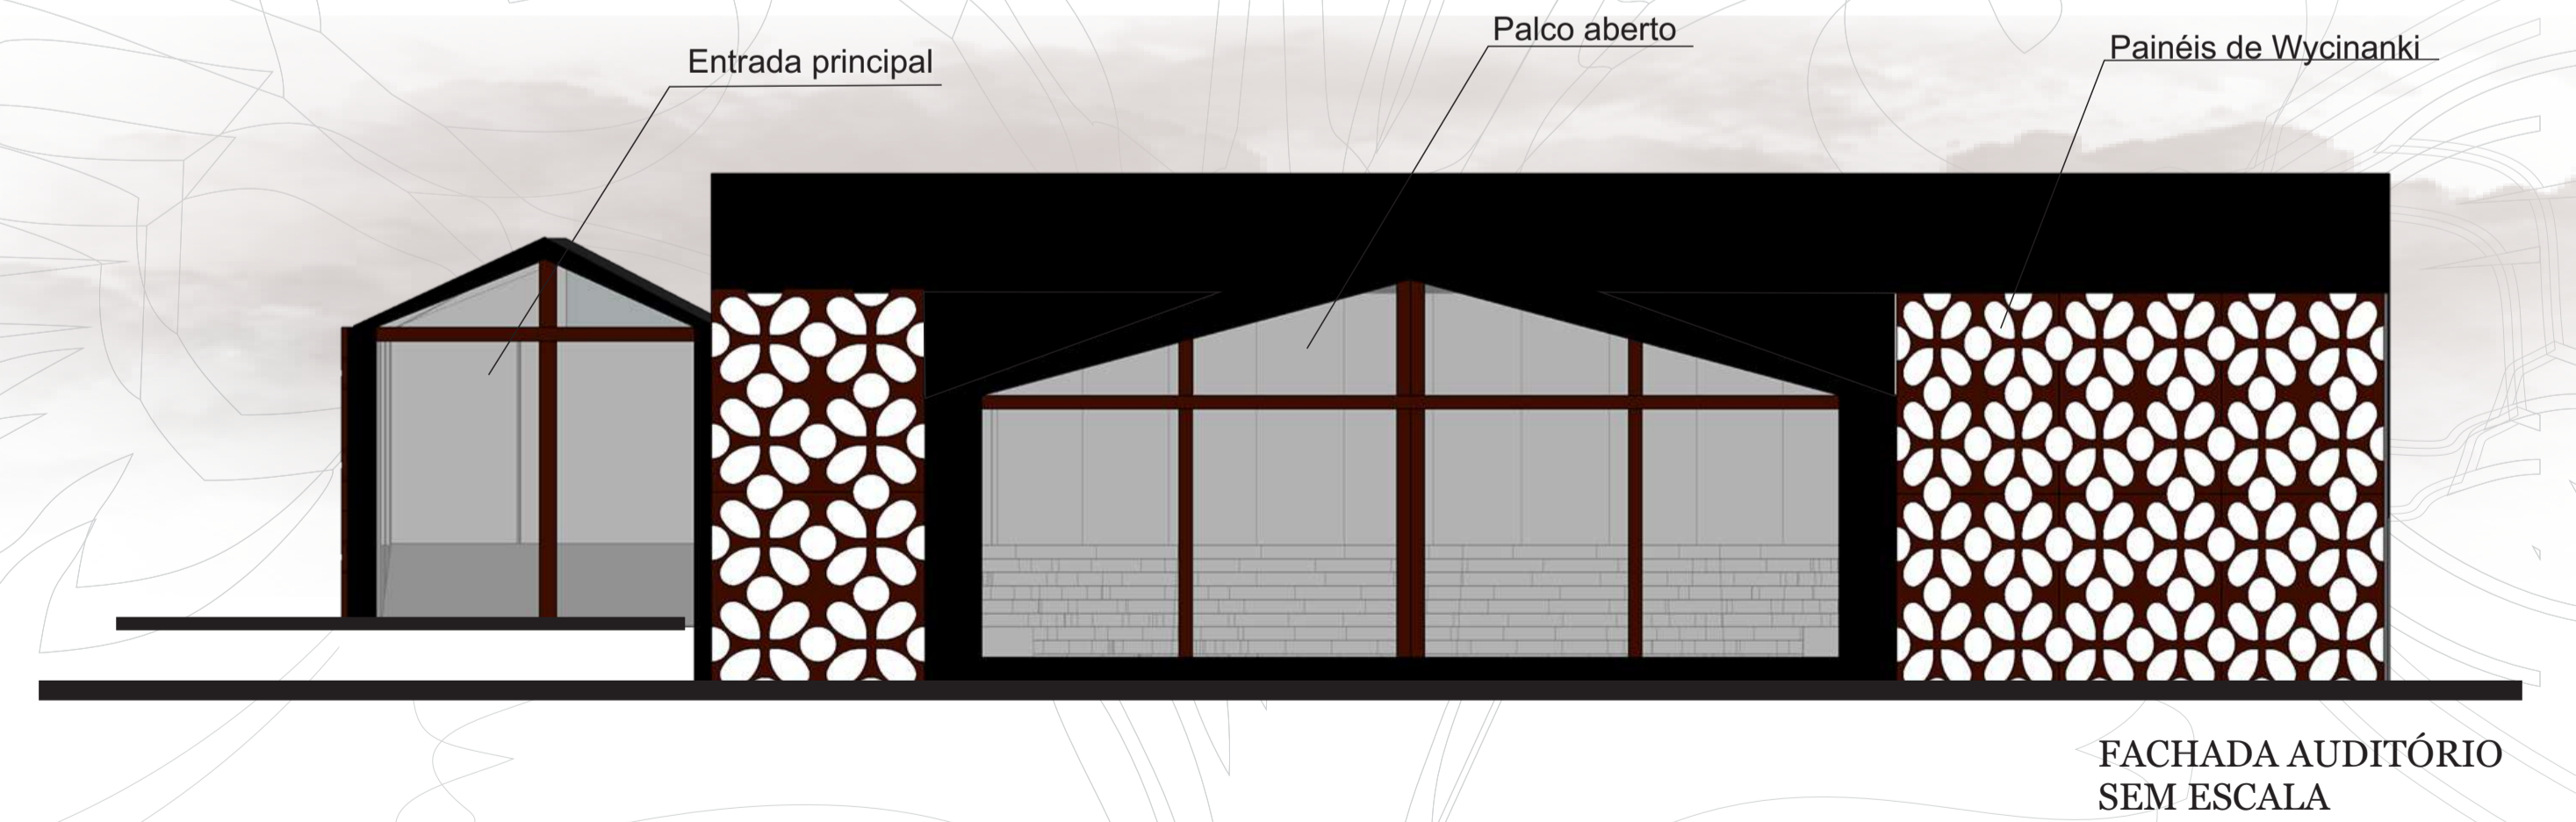 Entrada principal
Palco aberto
Painéis de Wycinanki
FACHADA AUDITÓRIO
SEM ESCALA